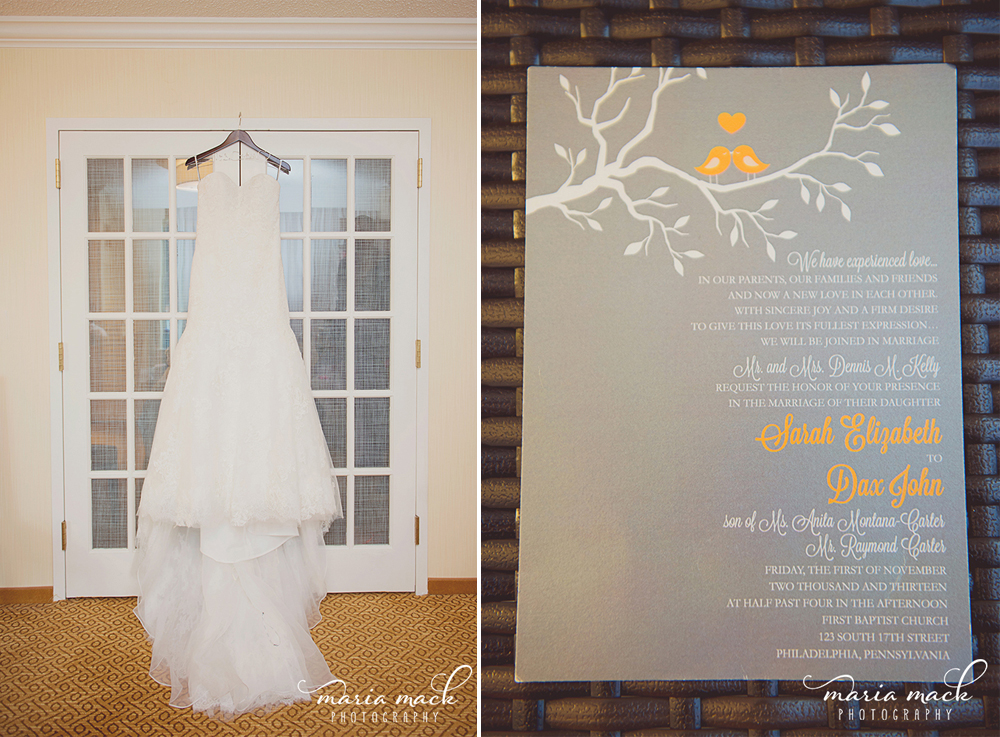 maria mack
PHOTOGRAPHY
We have experienced love...
IN OUR PARENTS, OUR FAMILIES AND FRIENDS
AND NOW A NEW LOVE IN EACH OTHER.
WITH SINCERE JOY AND A FIRM DESIRE
TO GIVE THIS LOVE ITS FULLEST EXPRESSION...
WE WILL BE JOINED IN MARRIAGE
Mr. and Mrs. Dennis M. Kelly
REQUEST THE HONOR OF YOUR PRESENCE
IN THE MARRIAGE OF THEIR DAUGHTER
Sarah Elizabeth
TO
Dax John
son of Ms. Anita Montana-Carter
Mr. Raymond Carter
FRIDAY, THE FIRST OF NOVEMBER
TWO THOUSAND AND THIRTEEN
AT HALF PAST FOUR IN THE AFTERNOON
FIRST BAPTIST CHURCH
123 SOUTH 17TH STREET
PHILADELPHIA, PENNSYLVANIA
maria mack
PHOTOGRAPHY